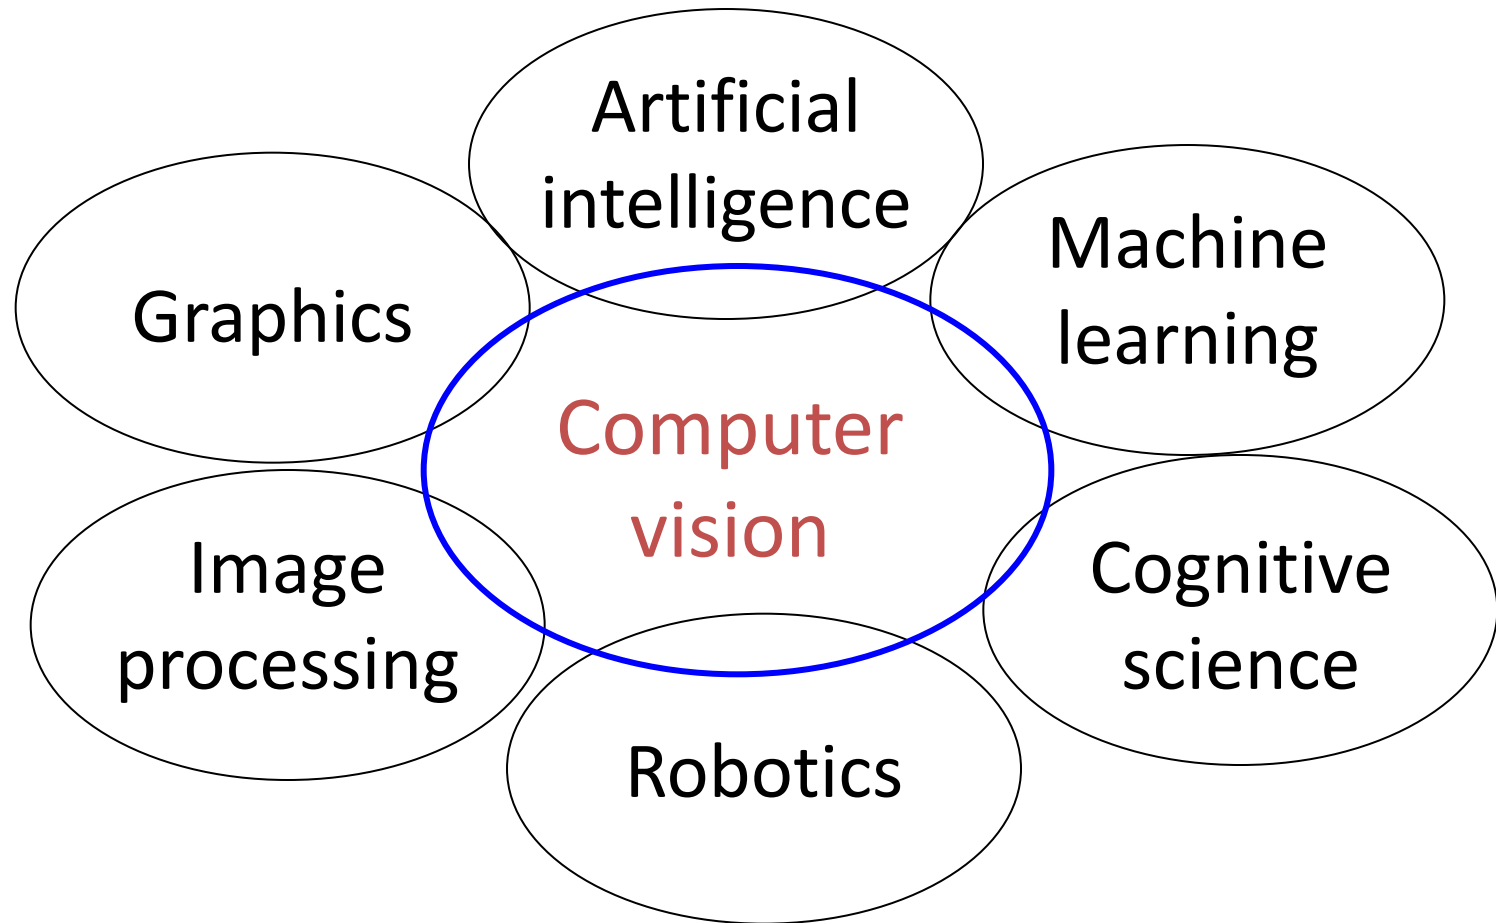 Artificial
intelligence
Machine
learning
Graphics
Computer
vision
Image
processing
Cognitive
science
Robotics